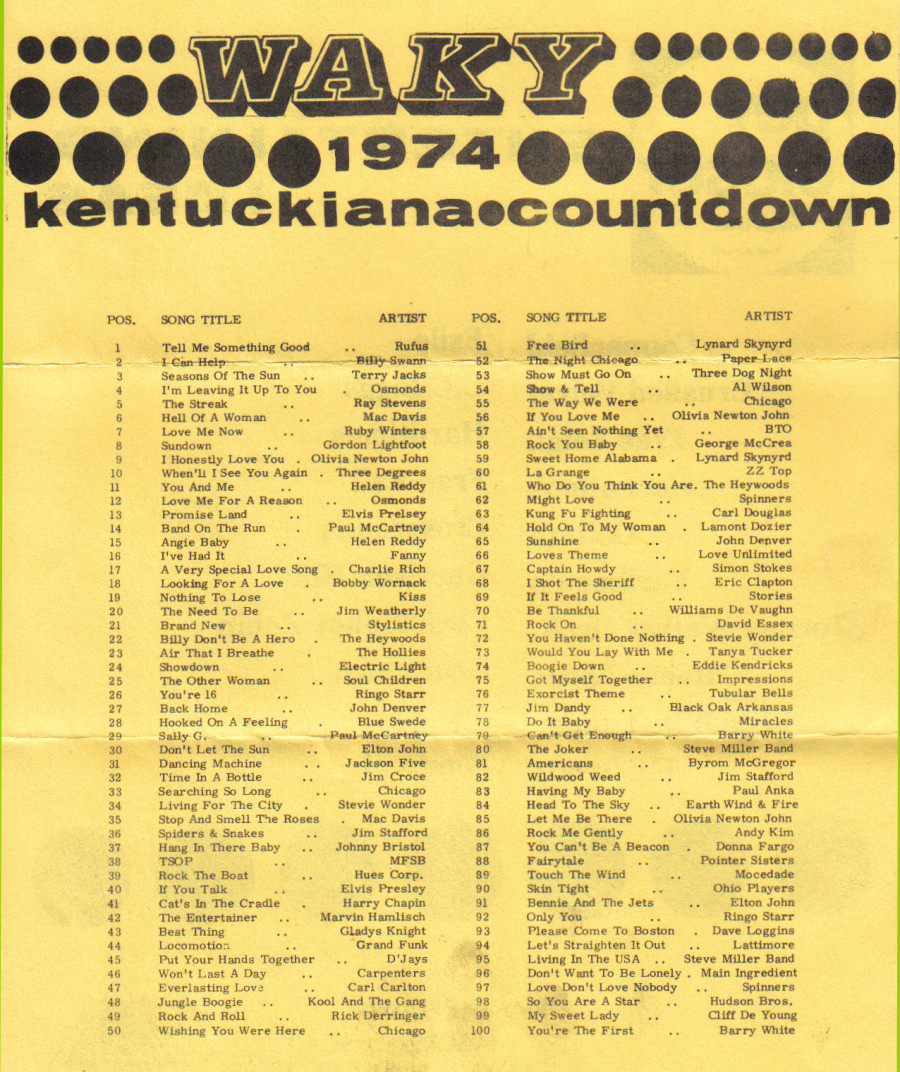 WAKY
1974
kentuckiana•countdown
POS. SONG TITLE ARTIST
1 Tell Me Something Good .. Rufus
2 I Can Help .. Billy Swann
3 Seasons Of The Sun .. Terry Jacks
4 I'm Leaving It Up To You . Osmonds
5 The Streak .. Ray Stevens
6 Hell Of A Woman .. Mac Davis
7 Love Me Now .. Ruby Winters
8 Sundown .. Gordon Lightfoot
9 I Honestly Love You . Olivia Newton John
10 When'll I See You Again . Three Degrees
11 You And Me .. Helen Reddy
12 Love Me For A Reason .. Osmonds
13 Promise Land .. Elvis Prelsey
14 Band On The Run . Paul McCartney
15 Angie Baby .. Helen Reddy
16 I've Had It .. Fanny
17 A Very Special Love Song . Charlie Rich
18 Looking For A Love . Bobby Wornack
19 Nothing To Lose .. Kiss
20 The Need To Be .. Jim Weatherly
21 Brand New .. Stylistics
22 Billy Don't Be A Hero . The Heywoods
23 Air That I Breathe . The Hollies
24 Showdown .. Electric Light
25 The Other Woman .. Soul Children
26 You're 16 .. Ringo Starr
27 Back Home .. John Denver
28 Hooked On A Feeling . Blue Swede
29 Sally G. .. Paul McCartney
30 Don't Let The Sun .. Elton John
31 Dancing Machine .. Jackson Five
32 Time In A Bottle .. Jim Croce
33 Searching So Long .. Chicago
34 Living For The City . Stevie Wonder
35 Stop And Smell The Roses . Mac Davis
36 Spiders & Snakes .. Jim Stafford
37 Hang In There Baby .. Johnny Bristol
38 TSOP .. MFSB
39 Rock The Boat .. Hues Corp.
40 If You Talk .. Elvis Presley
41 Cat's In The Cradle . Harry Chapin
42 The Entertainer .. Marvin Hamlisch
43 Best Thing .. Gladys Knight
44 Locomotion .. Grand Funk
45 Put Your Hands Together .. D'Jays
46 Won't Last A Day .. Carpenters
47 Everlasting Love .. Carl Carlton
48 Jungle Boogie .. Kool And The Gang
49 Rock And Roll .. Rick Derringer
50 Wishing You Were Here .. Chicago
POS. SONG TITLE ARTIST
51 Free Bird .. Lynard Skynyrd
52 The Night Chicago .. Paper Lace
53 Show Must Go On .. Three Dog Night
54 Show & Tell .. Al Wilson
55 The Way We Were .. Chicago
56 If You Love Me .. Olivia Newton John
57 Ain't Seen Nothing Yet .. BTO
58 Rock You Baby .. George McCrea
59 Sweet Home Alabama . Lynard Skynyrd
60 La Grange .. ZZ Top
61 Who Do You Think You Are. The Heywoods
62 Might Love .. Spinners
63 Kung Fu Fighting .. Carl Douglas
64 Hold On To My Woman . Lamont Dozier
65 Sunshine .. John Denver
66 Loves Theme .. Love Unlimited
67 Captain Howdy .. Simon Stokes
68 I Shot The Sheriff .. Eric Clapton
69 If It Feels Good .. Stories
70 Be Thankful .. Williams De Vaughn
71 Rock On .. David Essex
72 You Haven't Done Nothing . Stevie Wonder
73 Would You Lay With Me . Tanya Tucker
74 Boogie Down .. Eddie Kendricks
75 Got Myself Together .. Impressions
76 Exorcist Theme .. Tubular Bells
77 Jim Dandy .. Black Oak Arkansas
78 Do It Baby .. Miracles
79 Can't Get Enough .. Barry White
80 The Joker .. Steve Miller Band
81 Americans .. Byrom McGregor
82 Wildwood Weed .. Jim Stafford
83 Having My Baby .. Paul Anka
84 Head To The Sky .. Earth Wind & Fire
85 Let Me Be There . Olivia Newton John
86 Rock Me Gently .. Andy Kim
87 You Can't Be A Beacon . Donna Fargo
88 Fairytale .. Pointer Sisters
89 Touch The Wind .. Mocedade
90 Skin Tight .. Ohio Players
91 Bennie And The Jets .. Elton John
92 Only You .. Ringo Starr
93 Please Come To Boston . Dave Loggins
94 Let's Straighten It Out .. Lattimore
95 Living In The USA .. Steve Miller Band
96 Don't Want To Be Lonely . Main Ingredient
97 Love Don't Love Nobody .. Spinners
98 So You Are A Star .. Hudson Bros.
99 My Sweet Lady .. Cliff De Young
100 You're The First .. Barry White